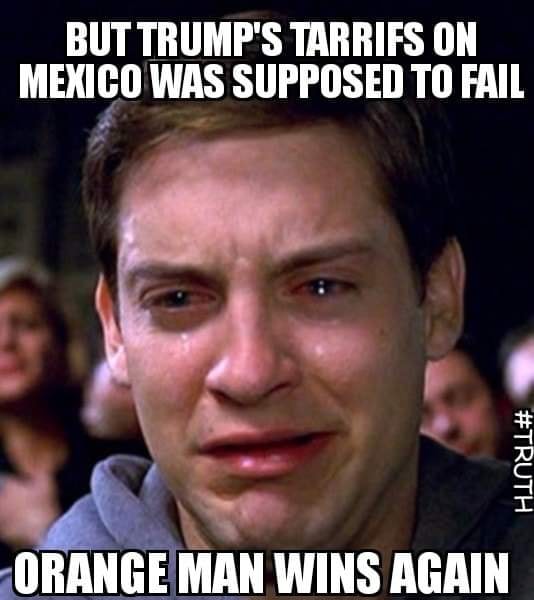 BUT TRUMP'S TARRIFS ON
MEXICO WAS SUPPOSED TO FAIL
#TRUTH
ORANGE MAN WINS AGAIN